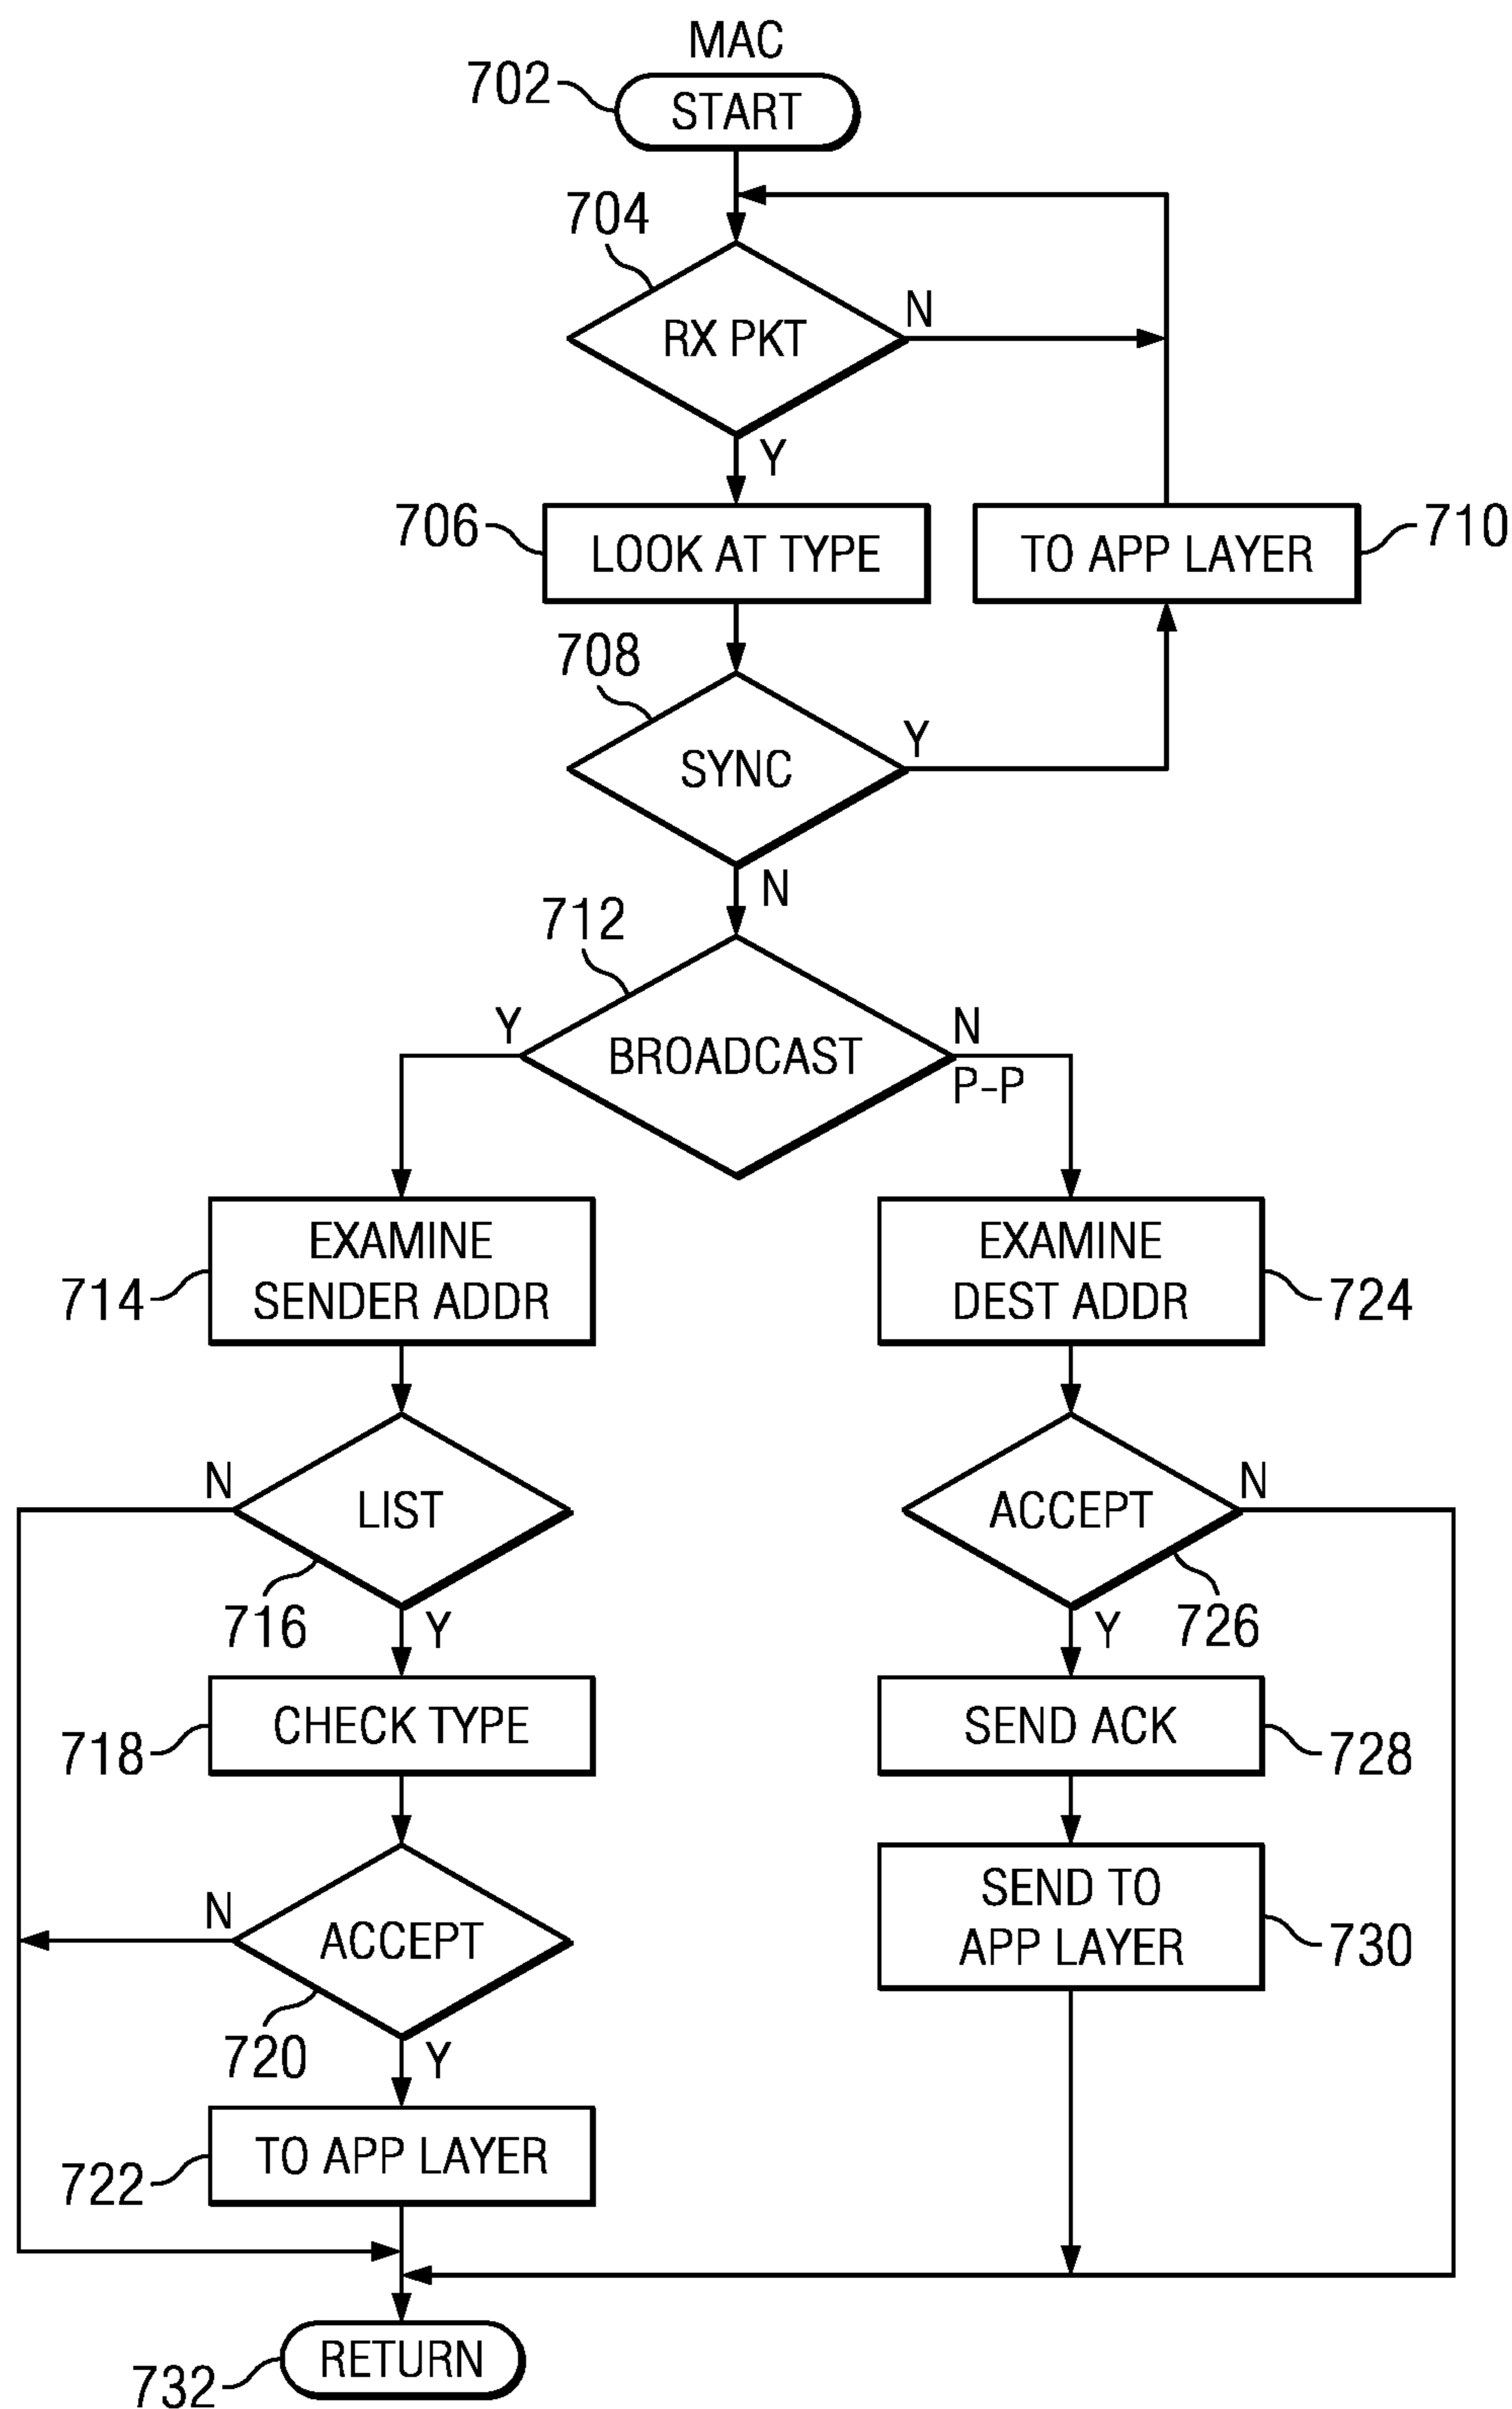 MAC
702
START
704
RX PKT
N
Y
706
LOOK AT TYPE
TO APP LAYER
710
708
SYNC
Y
N
712
Y
BROADCAST
N
P-P
714
EXAMINE
SENDER ADDR
EXAMINE
DEST ADDR
724
N
LIST
716
Y
ACCEPT
N
726
Y
718
CHECK TYPE
SEND ACK
728
N
ACCEPT
720
Y
SEND TO
APP LAYER
730
722
TO APP LAYER
732
RETURN